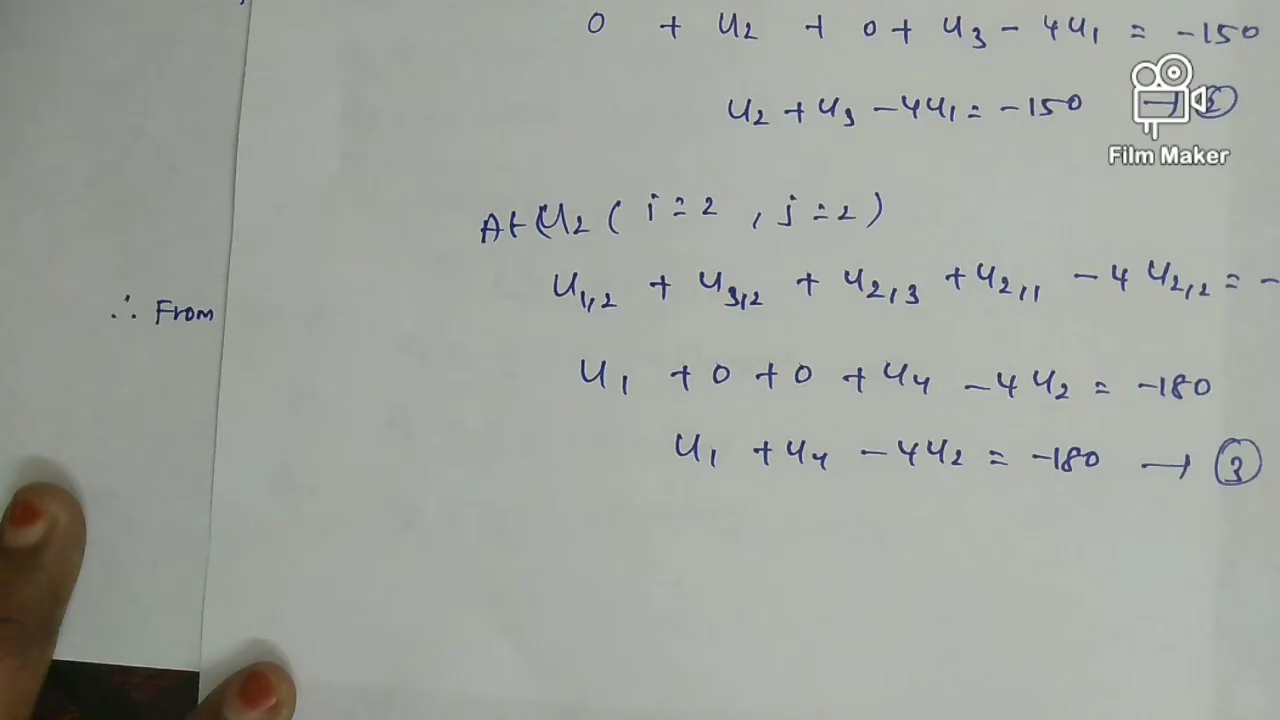 0 + u2 + 0 + u3 - 4u1 = -150
u2 + u3 - 4u1 = -150 →
Film Maker
At u2 ( i = 2 , j = 2 )
u1,2 + u3,2 + u2,3 + u2,1 - 4 u2,2 = -
∴ From
u1 + 0 + 0 + u4 - 4 u2 = -180
u1 + u4 - 4u2 = -180 → 3